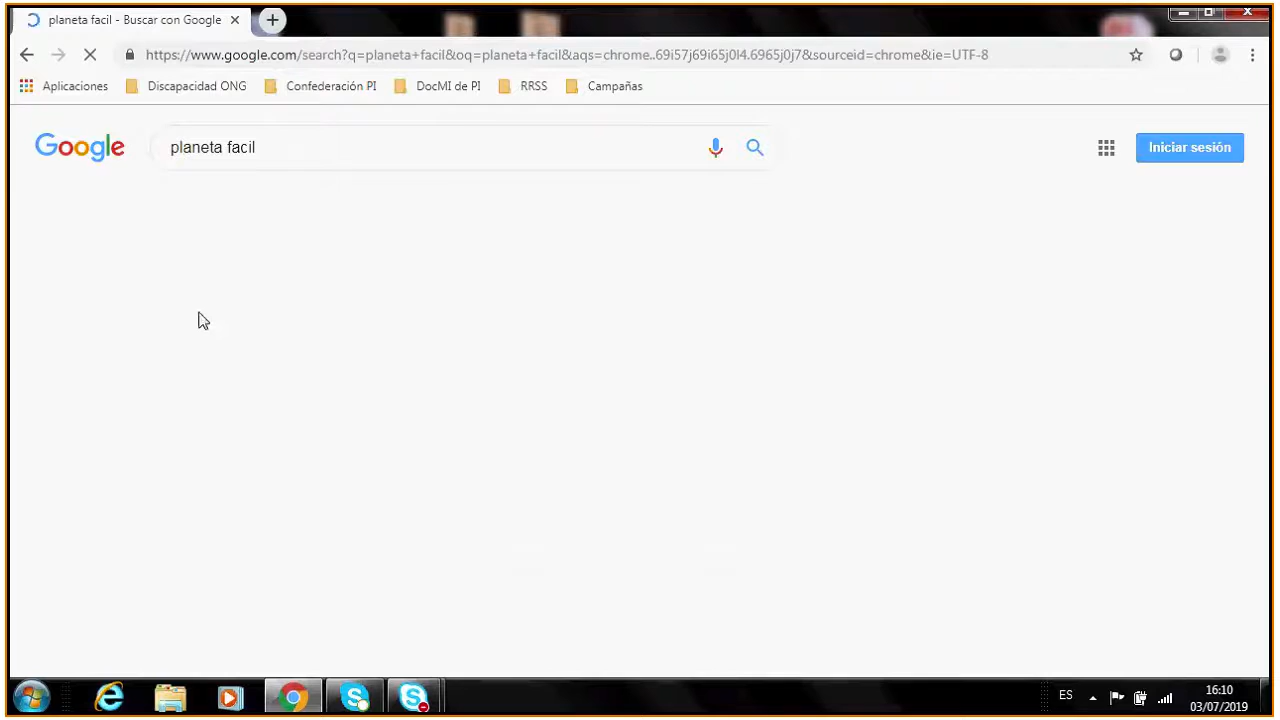 planeta facil - Buscar con Google
https://www.google.com/search?q=planeta+facil&oq=planeta+facil&aqs=chrome..69i57j69i65j0l4.6965j0j7&sourceid=chrome&ie=UTF-8
Aplicaciones Discapacidad ONG Confederación PI DocMI de PI RRSS Campañas
Google planeta facil Iniciar sesión
ES 16:10
03/07/2019